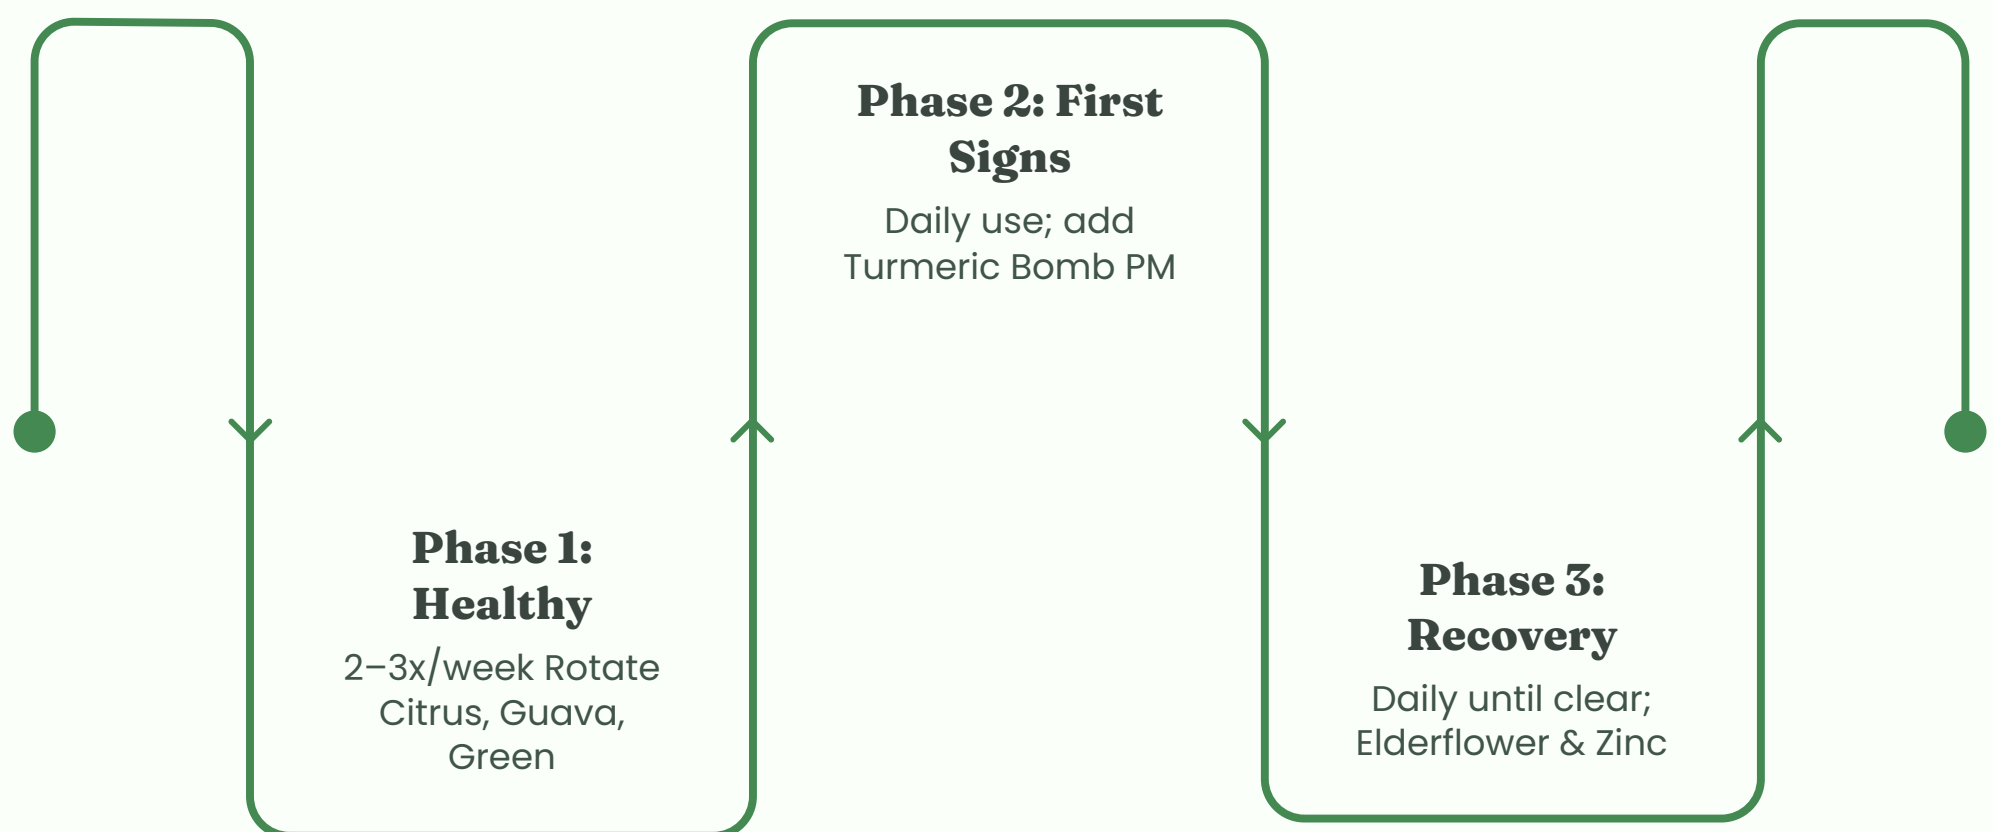 Phase 1:
Healthy
2–3x/week Rotate
Citrus, Guava,
Green
Phase 2: First
Signs
Daily use; add
Turmeric Bomb PM
Phase 3:
Recovery
Daily until clear;
Elderflower & Zinc